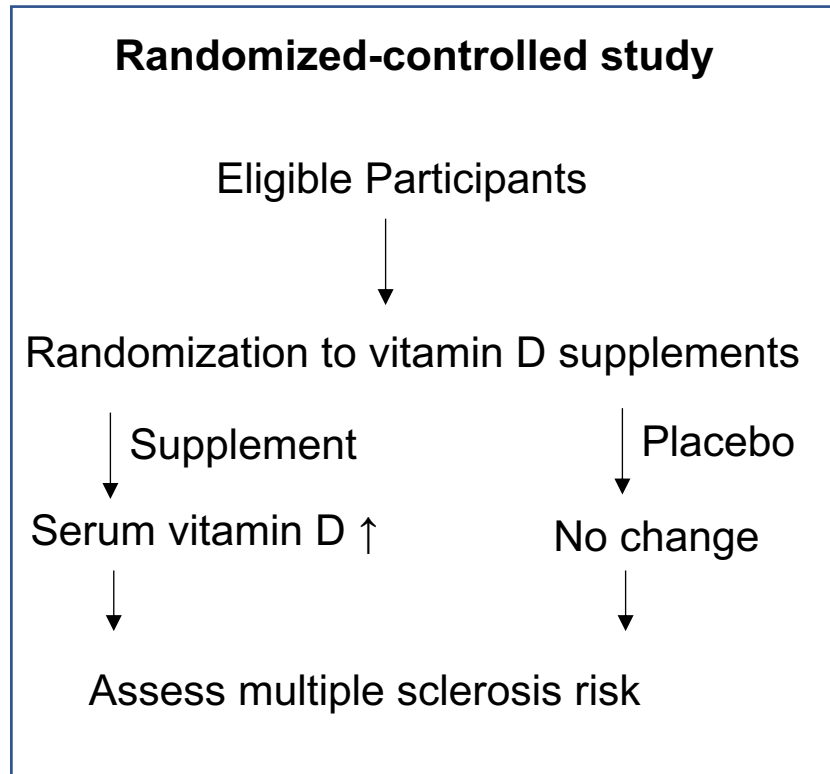 Randomized-controlled study
Eligible Participants
Randomization to vitamin D supplements
Supplement
Placebo
Serum vitamin D ↑
No change
Assess multiple sclerosis risk